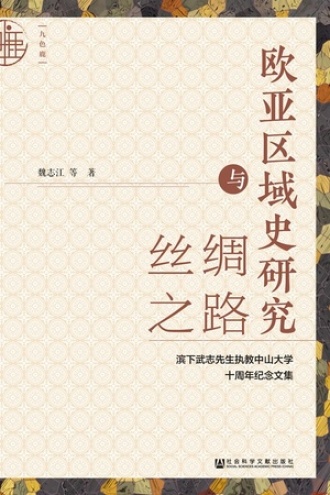 九色鹿
欧亚区域史研究
与
丝绸
之路
魏志江 等 著
滨下武志先生执教中山大学
十周年纪念文集
社会科学文献出版社
SOCIAL SCIENCES ACADEMIC PRESS (CHINA)